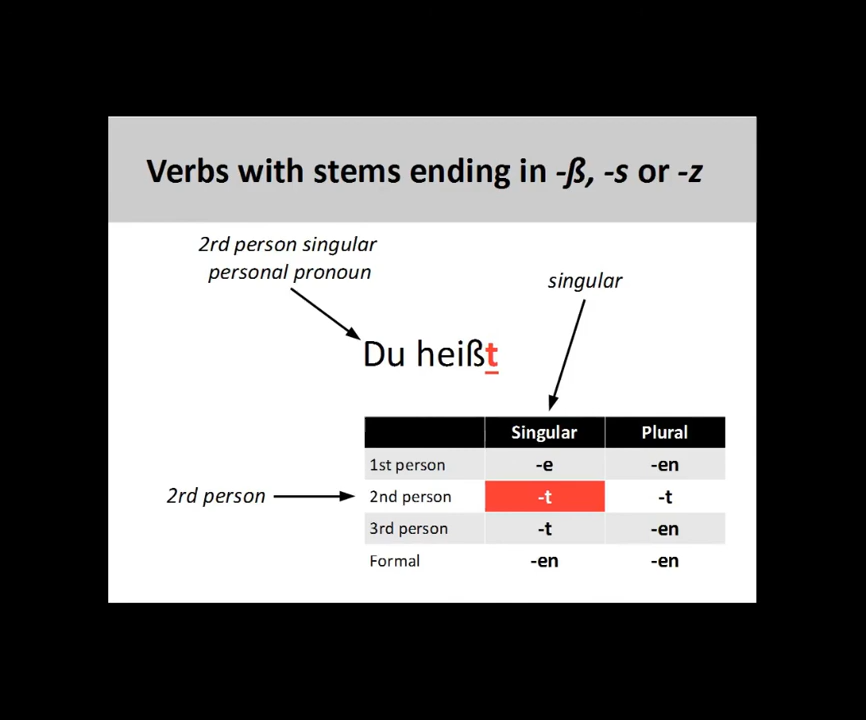 Verbs with stems ending in -ß, -s or -z
2rd person singular
personal pronoun
singular
Du heißt
Singular Plural
1st person -e -en
2rd person 2nd person -t -t
3rd person -t -en
Formal -en -en